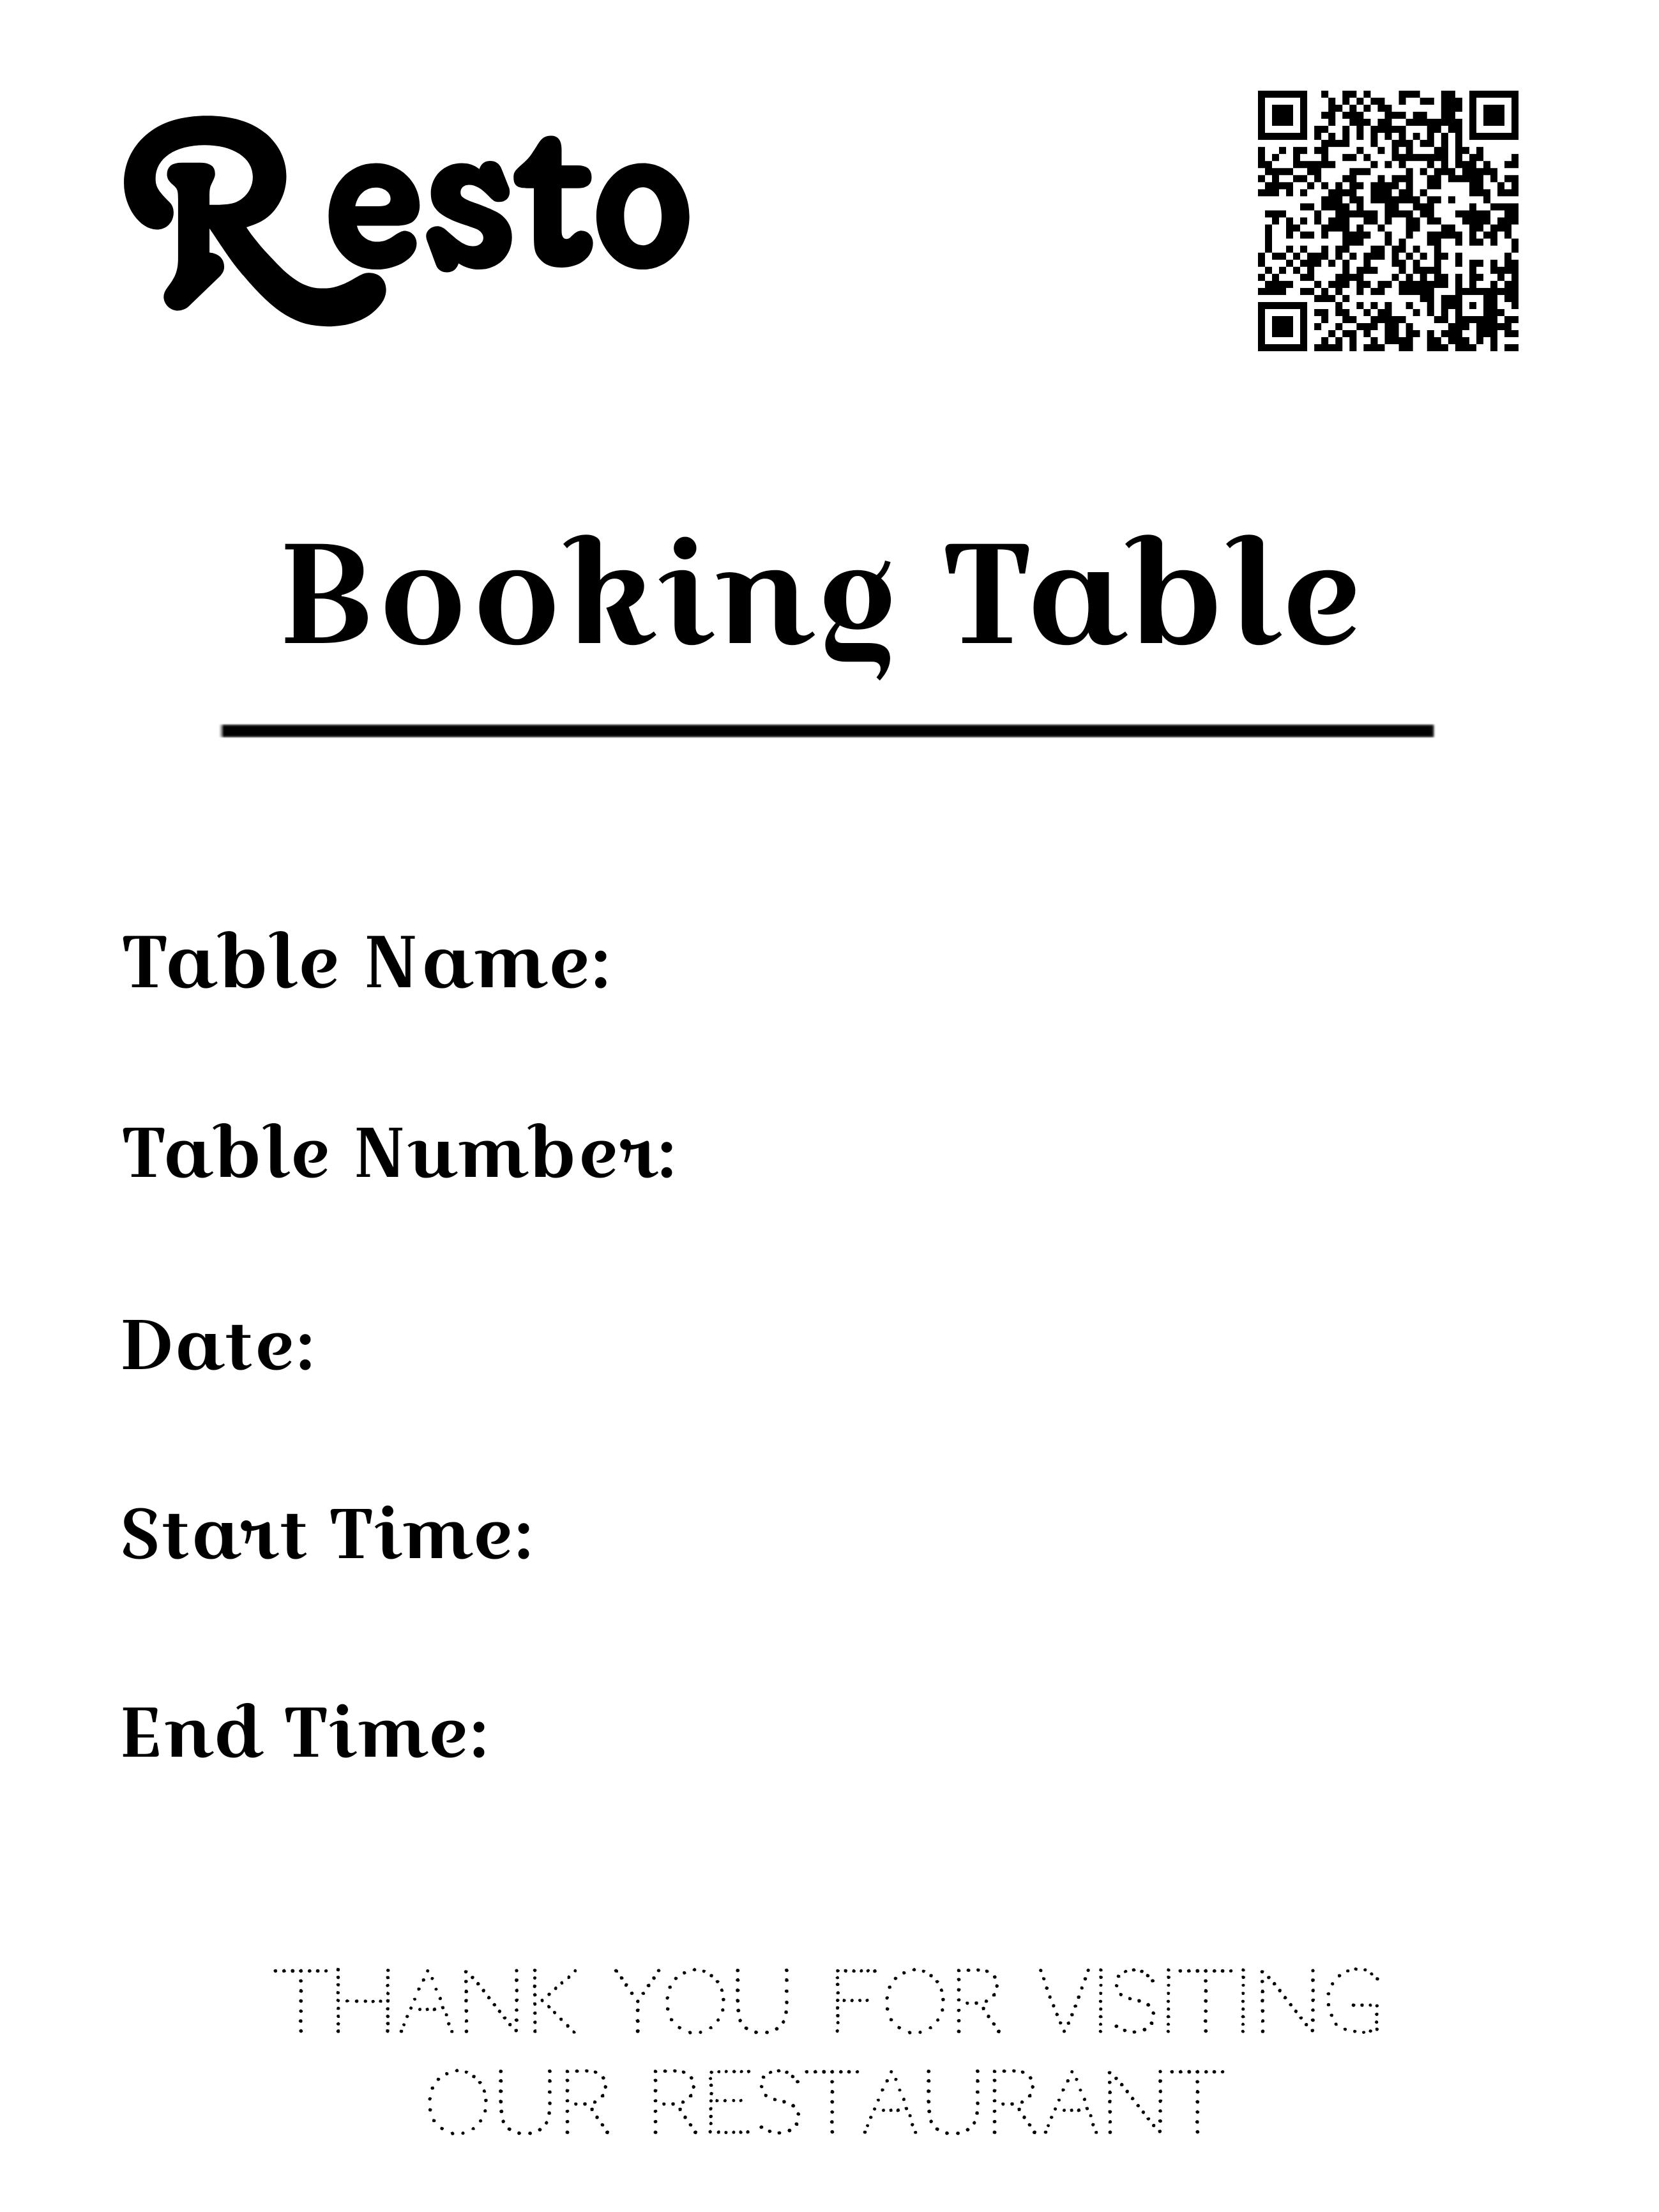 Resto
Booking Table
Table Name:
Table Number:
Date:
Start Time:
End Time:
THANK YOU FOR VISITING
OUR RESTAURANT